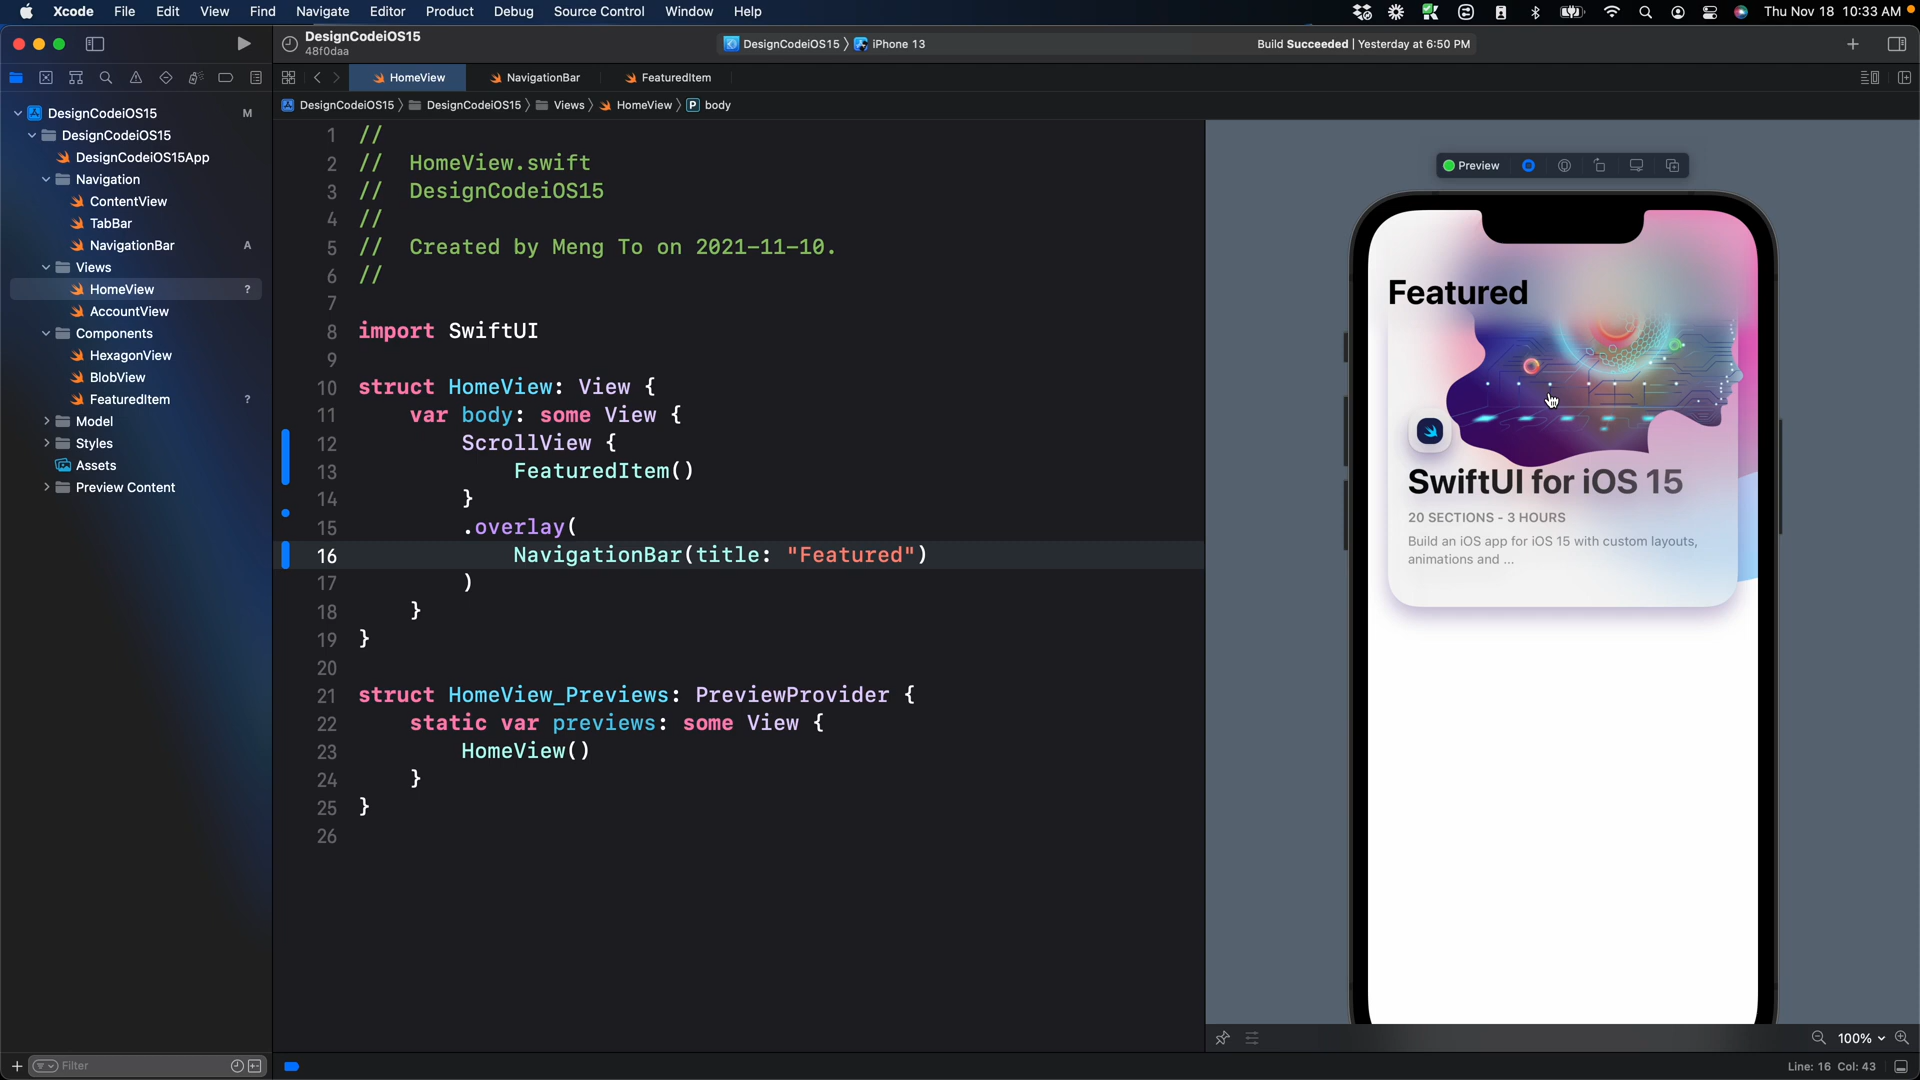 Xcode File Edit View Find Navigate Editor Product Debug Source Control Window Help
Thu Nov 18 10:33 AM
DesignCodeiOS15
48f0daa
DesignCodeiOS15 〉 iPhone 13
Build Succeeded | Yesterday at 6:50 PM
HomeView NavigationBar FeaturedItem
DesignCodeiOS15 〉 DesignCodeiOS15 〉 Views 〉 HomeView 〉 P body
DesignCodeiOS15 M
DesignCodeiOS15
DesignCodeiOS15App
Navigation
ContentView
TabBar
NavigationBar A
Views
HomeView ?
AccountView
Components
HexagonView
BlobView
FeaturedItem ?
Model
Styles
Assets
Preview Content
Filter
1 //
2 //  HomeView.swift
3 //  DesignCodeiOS15
4 //
5 //  Created by Meng To on 2021-11-10.
6 //
7
8 import SwiftUI
9
10 struct HomeView: View {
11     var body: some View {
12         ScrollView {
13             FeaturedItem()
14         }
15         .overlay(
16             NavigationBar(title: "Featured")
17         )
18     }
19 }
20
21 struct HomeView_Previews: PreviewProvider {
22     static var previews: some View {
23         HomeView()
24     }
25 }
26
Preview
Featured
SwiftUI for iOS 15
20 SECTIONS - 3 HOURS
Build an iOS app for iOS 15 with custom layouts,
animations and ...
100%
Line: 16 Col: 43